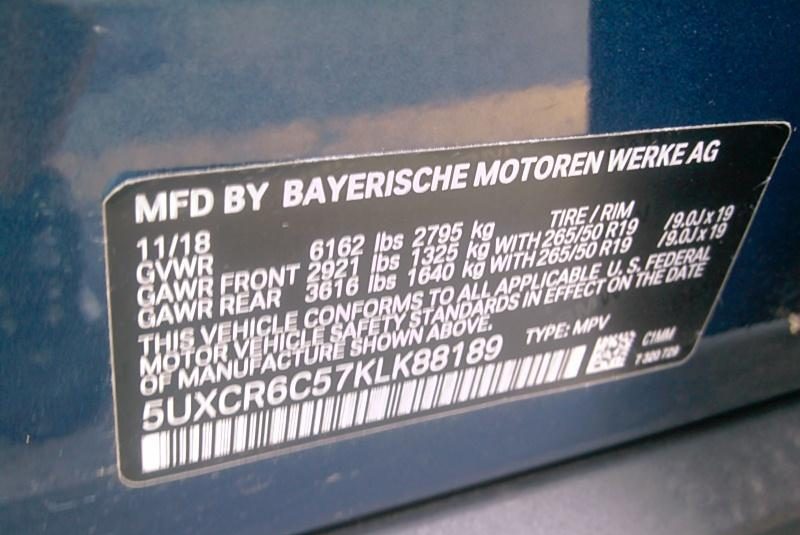 MFD BY BAYERISCHE MOTOREN WERKE AG
11/18 TIRE / RIM
GVWR 6162 lbs 2795 kg
GAWR FRONT 2921 lbs 1325 kg WITH 265/50 R19 /9.0J x 19
GAWR REAR 3616 lbs 1640 kg WITH 265/50 R19 /9.0J x 19
THIS VEHICLE CONFORMS TO ALL APPLICABLE U.S. FEDERAL
MOTOR VEHICLE SAFETY STANDARDS IN EFFECT ON THE DATE
OF MANUFACTURE SHOWN ABOVE.
5UXCR6C57KLK88189 TYPE: MPV
C1MM
7 320 729